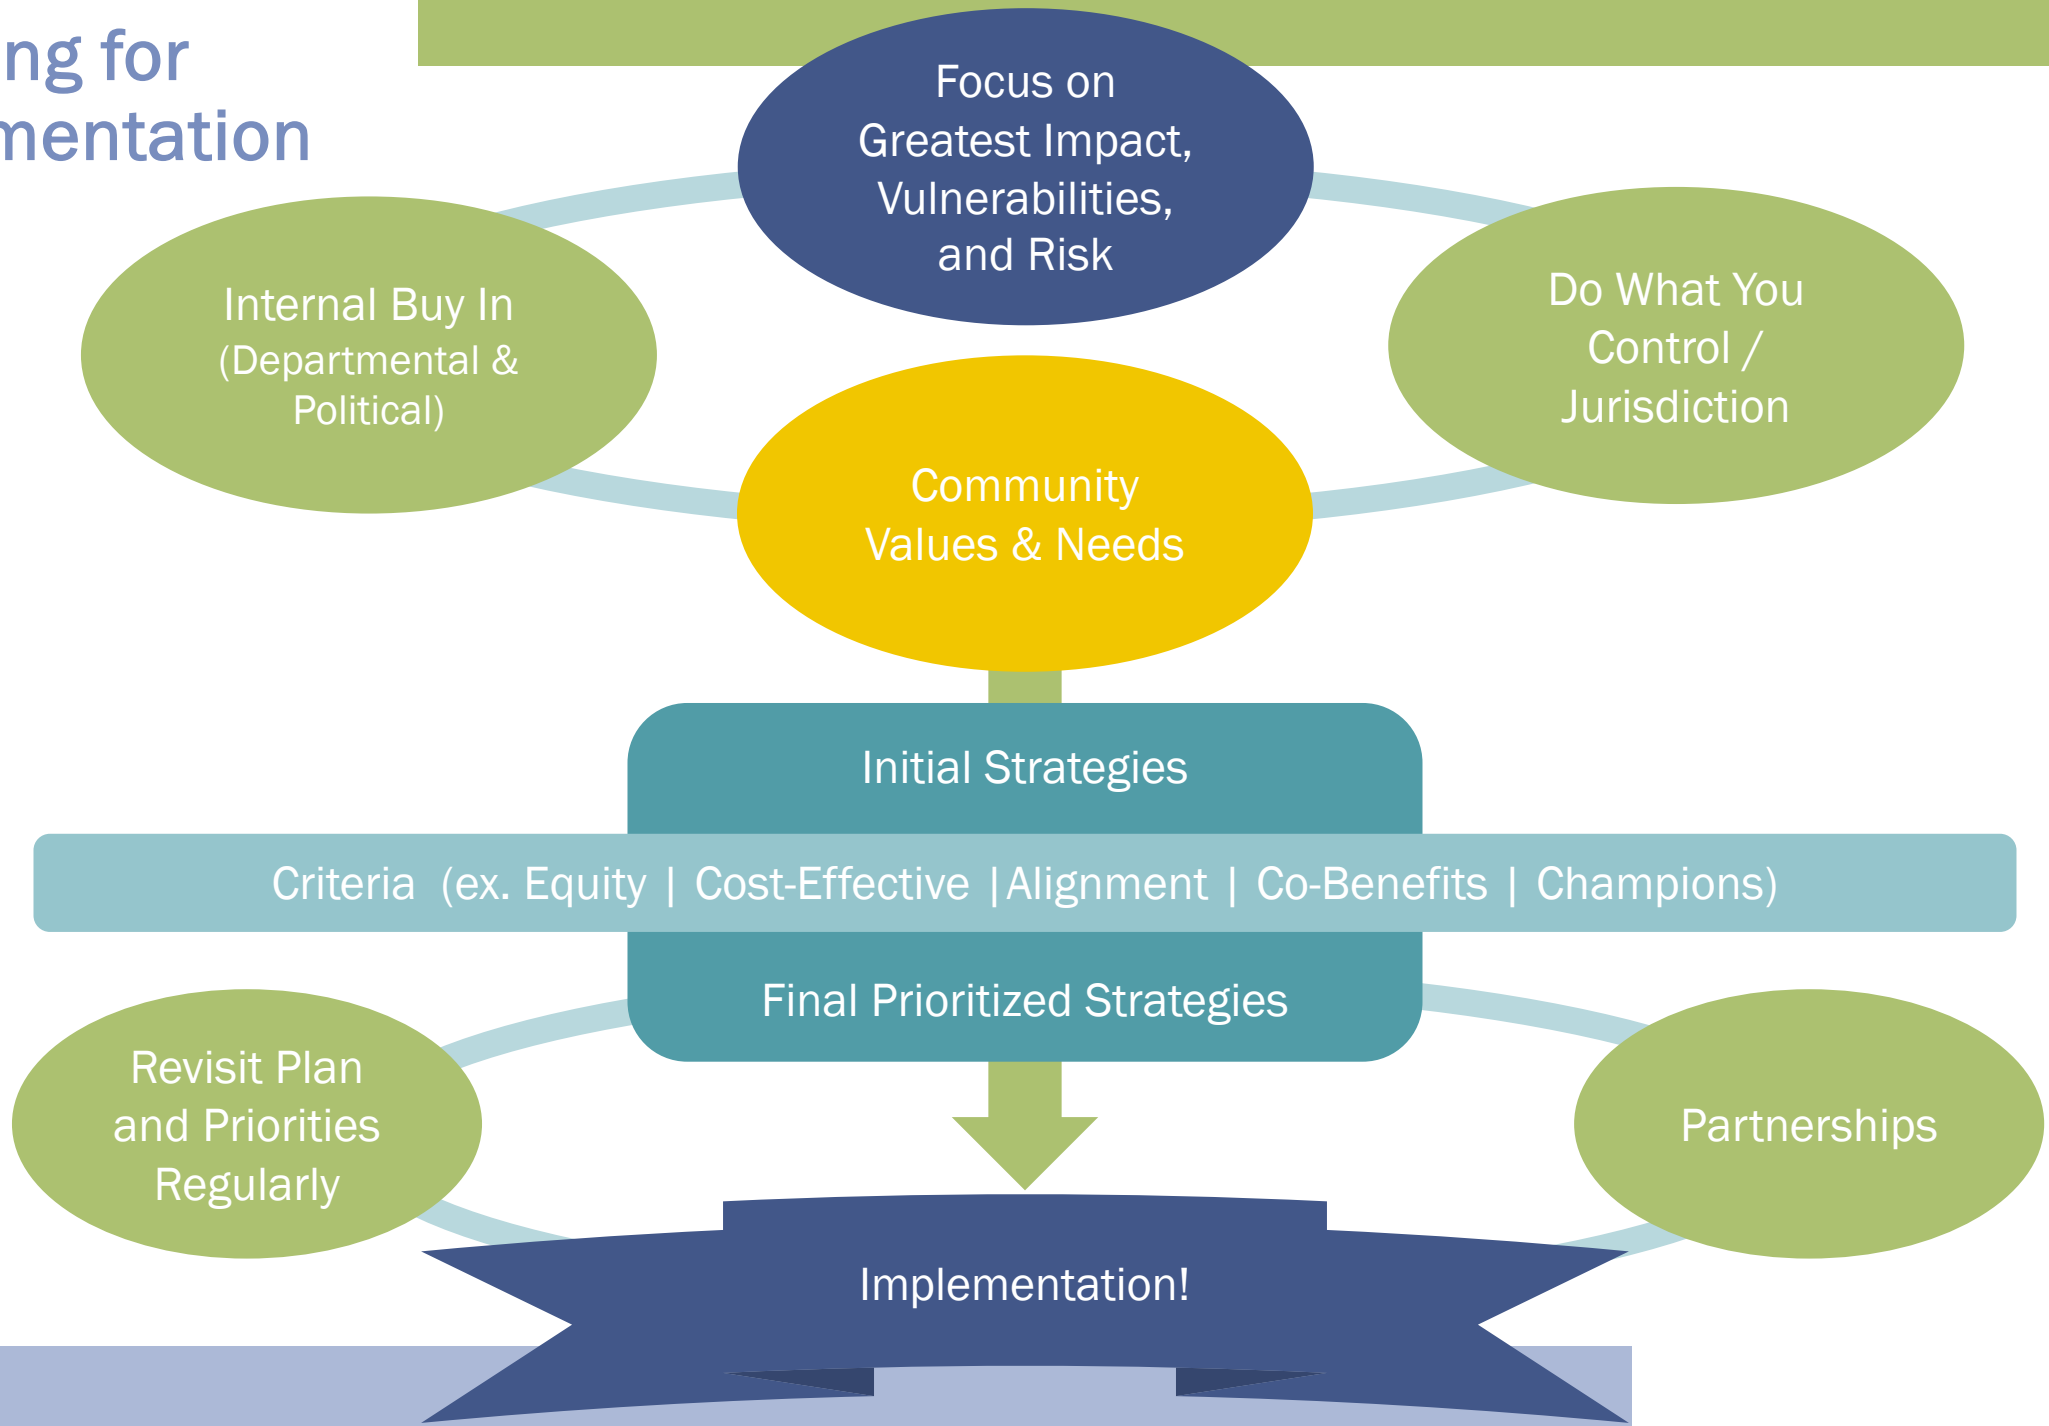 ng for
mentation
Focus on
Greatest Impact,
Vulnerabilities,
and Risk
Internal Buy In
(Departmental &
Political)
Do What You
Control /
Jurisdiction
Community
Values & Needs
Initial Strategies
Criteria (ex. Equity | Cost-Effective |Alignment | Co-Benefits | Champions)
Final Prioritized Strategies
Revisit Plan
and Priorities
Regularly
Partnerships
Implementation!